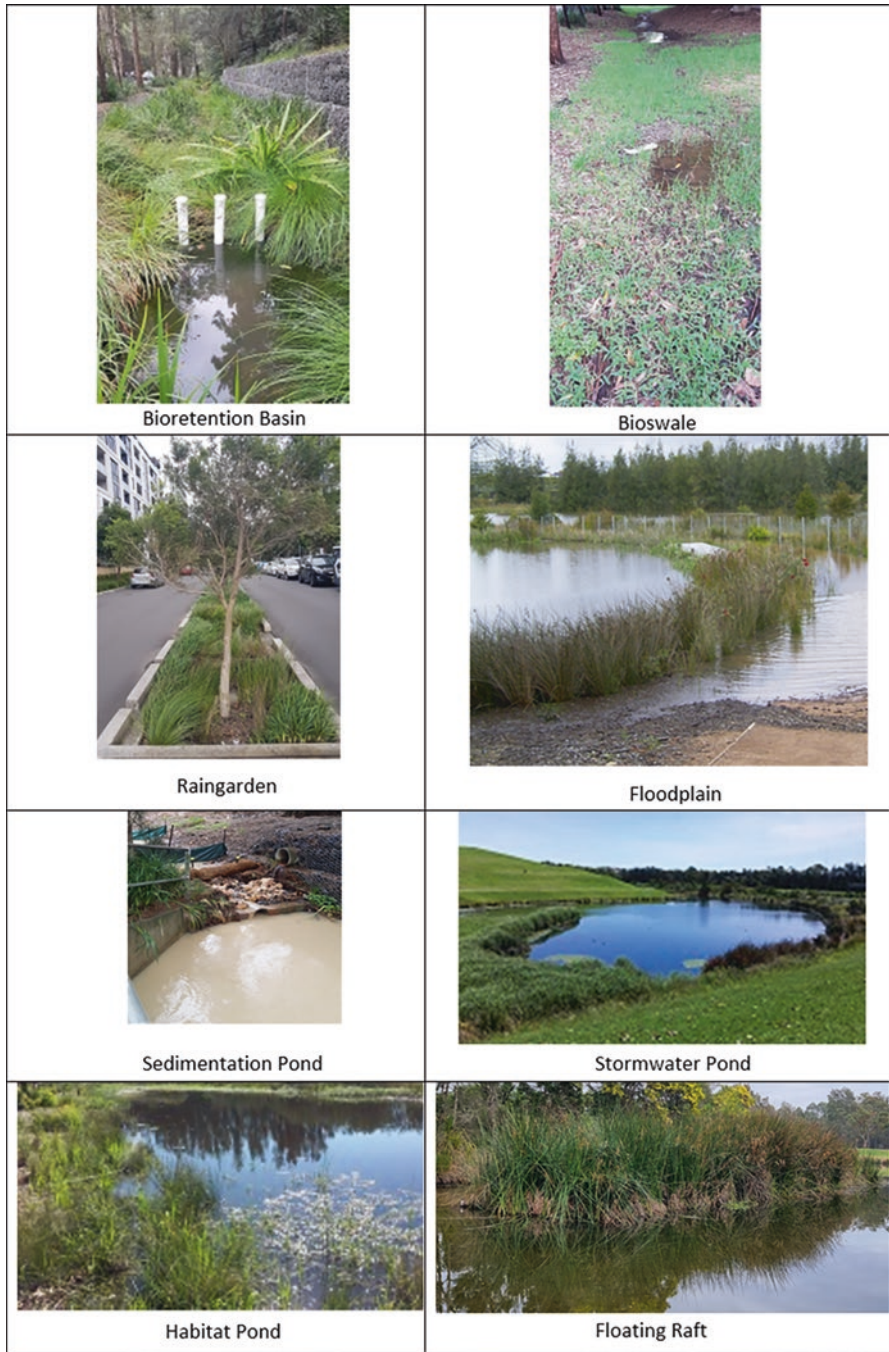 Bioretention Basin
Bioswale
Raingarden
Floodplain
Sedimentation Pond
Stormwater Pond
Habitat Pond
Floating Raft